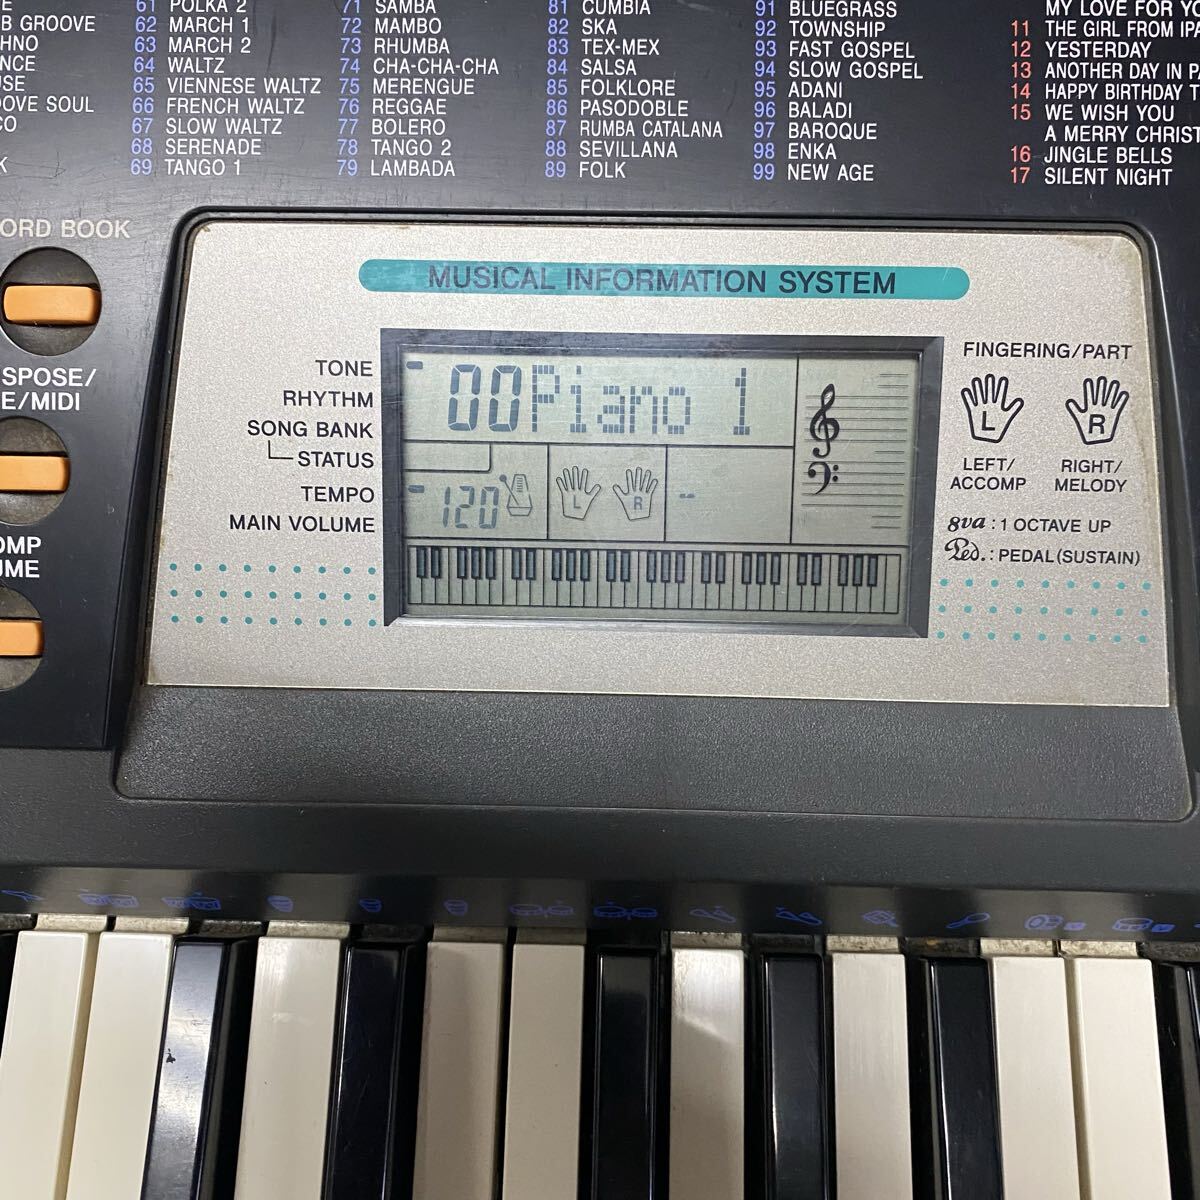 61 POLKA 2
62 MARCH 1
63 MARCH 2
64 WALTZ
65 VIENNESE WALTZ
66 FRENCH WALTZ
67 SLOW WALTZ
68 SERENADE
69 TANGO 1
71 SAMBA
72 MAMBO
73 RHUMBA
74 CHA-CHA-CHA
75 MERENGUE
76 REGGAE
77 BOLERO
78 TANGO 2
79 LAMBADA
81 CUMBIA
82 SKA
83 TEX-MEX
84 SALSA
85 FOLKLORE
86 PASODOBLE
87 RUMBA CATALANA
88 SEVILLANA
89 FOLK
91 BLUEGRASS
92 TOWNSHIP
93 FAST GOSPEL
94 SLOW GOSPEL
95 ADANI
96 BALADI
97 BAROQUE
98 ENKA
99 NEW AGE
MY LOVE FOR YO
11 THE GIRL FROM IPA
12 YESTERDAY
13 ANOTHER DAY IN P
14 HAPPY BIRTHDAY T
15 WE WISH YOU
A MERRY CHRIST
16 JINGLE BELLS
17 SILENT NIGHT
B GROOVE
OOVE SOUL
ORD BOOK
SPOSE/
E/MIDI
OMP
UME
MUSICAL INFORMATION SYSTEM
TONE
RHYTHM
SONG BANK
STATUS
TEMPO
MAIN VOLUME
00 Piano 1
120
L
R
FINGERING/PART
L
R
LEFT/
ACCOMP
RIGHT/
MELODY
8va : 1 OCTAVE UP
Ped. : PEDAL (SUSTAIN)